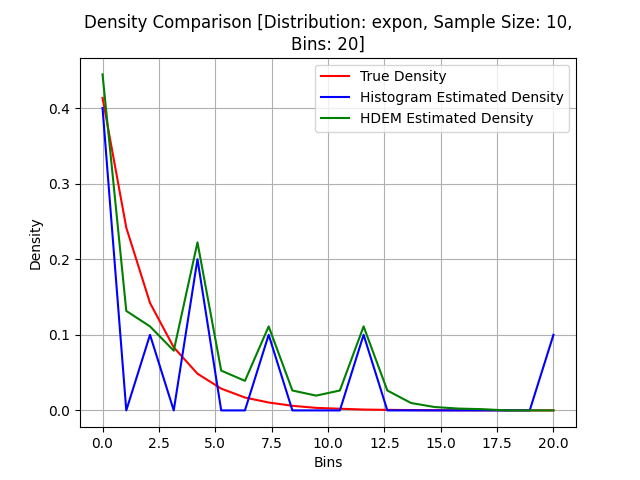 Density Comparison [Distribution: expon, Sample Size: 10,
Bins: 20]
True Density
Histogram Estimated Density
HDEM Estimated Density
Density
0.4
0.3
0.2
0.1
0.0
0.0 2.5 5.0 7.5 10.0 12.5 15.0 17.5 20.0
Bins